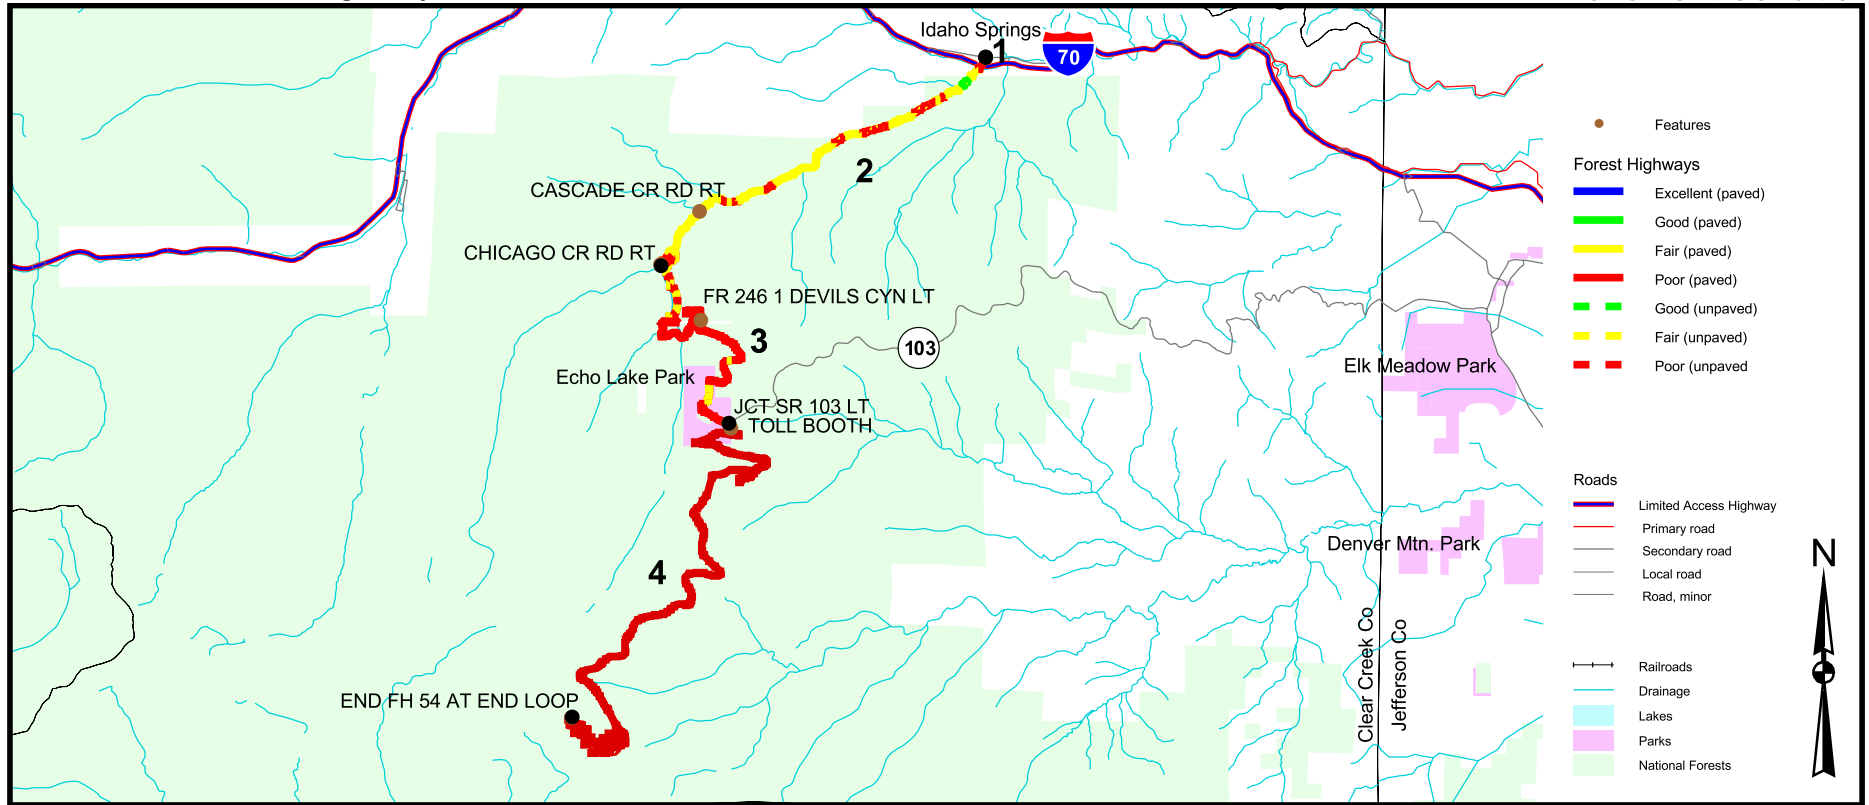 Idaho Springs
1
70
2
CASCADE CR RD RT
CHICAGO CR RD RT
FR 246 1 DEVILS CYN LT
3
103
Echo Lake Park
JCT SR 103 LT
TOLL BOOTH
Elk Meadow Park
Denver Mtn. Park
4
END FH 54 AT END LOOP
Clear Creek Co
Jefferson Co
Features
Forest Highways
Excellent (paved)
Good (paved)
Fair (paved)
Poor (paved)
Good (unpaved)
Fair (unpaved)
Poor (unpaved
Roads
Limited Access Highway
Primary road
Secondary road
Local road
Road, minor
N
Railroads
Drainage
Lakes
Parks
National Forests